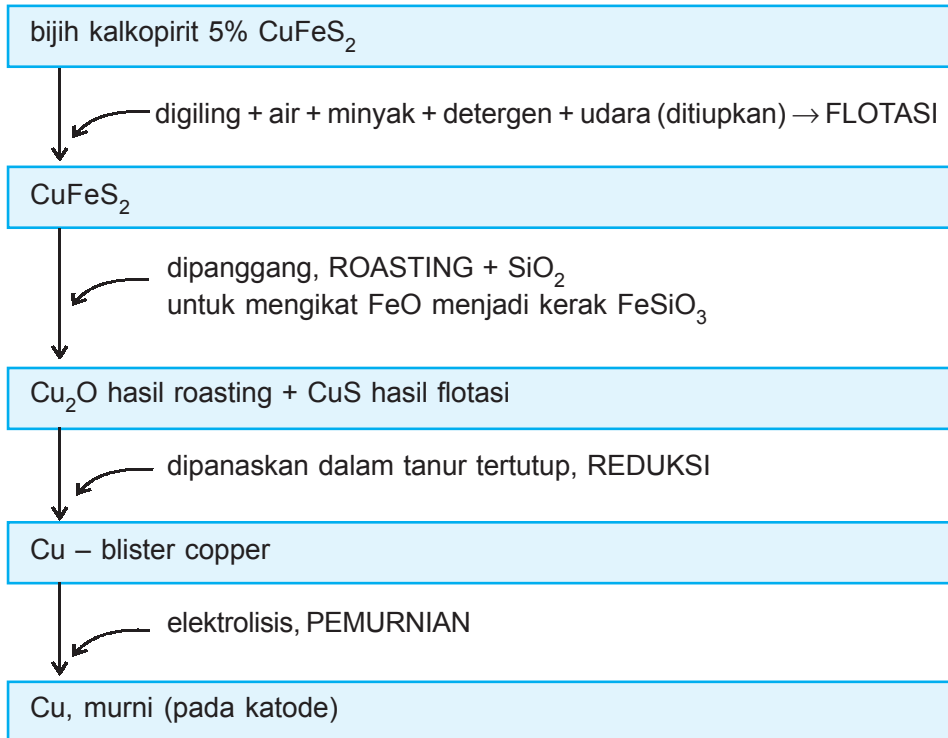 bijih kalkopirit 5% CuFeS₂
digiling + air + minyak + detergen + udara (ditiupkan) → FLOTASI
CuFeS₂
dipanggang, ROASTING + SiO₂
untuk mengikat FeO menjadi kerak FeSiO₃
Cu₂O hasil roasting + CuS hasil flotasi
dipanaskan dalam tanur tertutup, REDUKSI
Cu – blister copper
elektrolisis, PEMURNIAN
Cu, murni (pada katode)